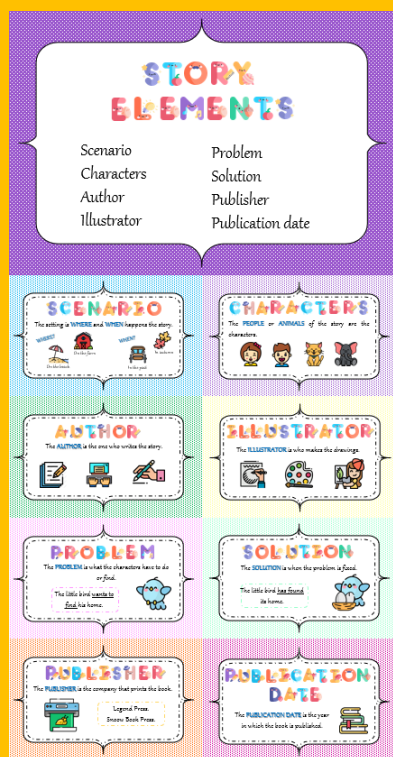 STORY
ELEMENTS
Scenario
Characters
Author
Illustrator
Problem
Solution
Publisher
Publication date
SCENARIO
The setting is WHERE and WHEN happens the story.
WHERE?
On the farm
On the beach
WHEN?
In autumn
In the past
CHARACTERS
The PEOPLE or ANIMALS of the story are the
characters.
AUTHOR
The AUTHOR is the one who writes the story.
ILLUSTRATOR
The ILLUSTRATOR is who makes the drawings.
PROBLEM
The PROBLEM is what the characters have to do
or find.
The little bird wants to
find his home.
SOLUTION
The SOLUTION is when the problem is fixed.
The little bird has found
its home.
PUBLISHER
The PUBLISHER is the company that prints the book.
Legend Press.
Book Press.
PUBLICATION
DATE
The PUBLICATION DATE is the year
in which the book is published.